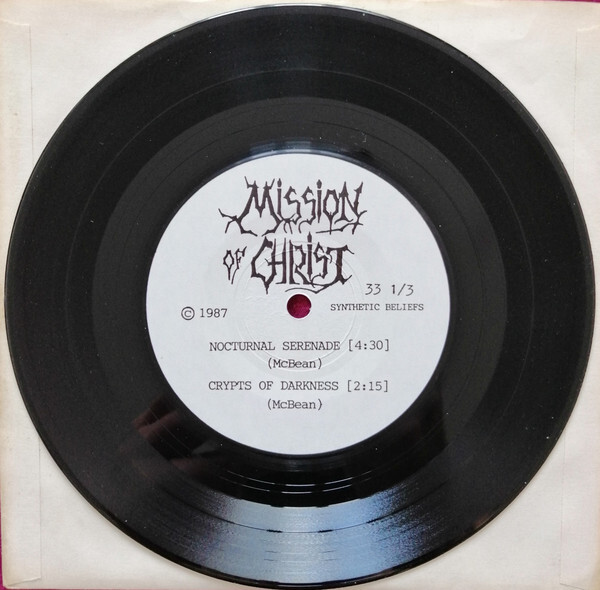 MISSION
OF CHRIST
33 1/3
© 1987 SYNTHETIC BELIEFS
NOCTURNAL SERENADE [4:30]
(McBean)
CRYPTS OF DARKNESS [2:15]
(McBean)